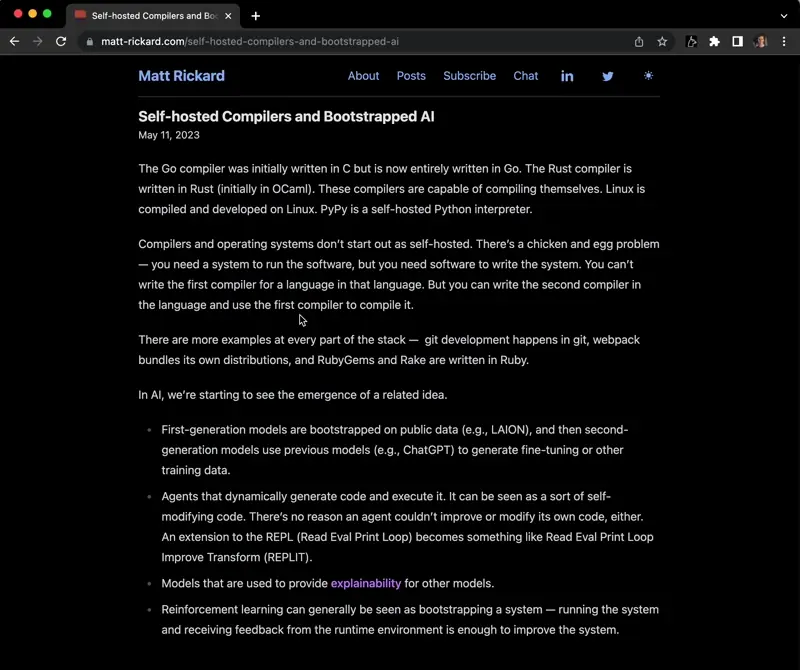 Self-hosted Compilers and Boo
matt-rickard.com/self-hosted-compilers-and-bootstrapped-ai
Matt Rickard
About Posts Subscribe Chat in
Self-hosted Compilers and Bootstrapped AI
May 11, 2023
The Go compiler was initially written in C but is now entirely written in Go. The Rust compiler is
written in Rust (initially in OCaml). These compilers are capable of compiling themselves. Linux is
compiled and developed on Linux. PyPy is a self-hosted Python interpreter.
Compilers and operating systems don’t start out as self-hosted. There’s a chicken and egg problem
— you need a system to run the software, but you need software to write the system. You can’t
write the first compiler for a language in that language. But you can write the second compiler in
the language and use the first compiler to compile it.
There are more examples at every part of the stack — git development happens in git, webpack
bundles its own distributions, and RubyGems and Rake are written in Ruby.
In AI, we’re starting to see the emergence of a related idea.
• First-generation models are bootstrapped on public data (e.g., LAION), and then second-
generation models use previous models (e.g., ChatGPT) to generate fine-tuning or other
training data.
• Agents that dynamically generate code and execute it. It can be seen as a sort of self-
modifying code. There’s no reason an agent couldn’t improve or modify its own code, either.
An extension to the REPL (Read Eval Print Loop) becomes something like Read Eval Print Loop
Improve Transform (REPLIT).
• Models that are used to provide explainability for other models.
• Reinforcement learning can generally be seen as bootstrapping a system — running the system
and receiving feedback from the runtime environment is enough to improve the system.